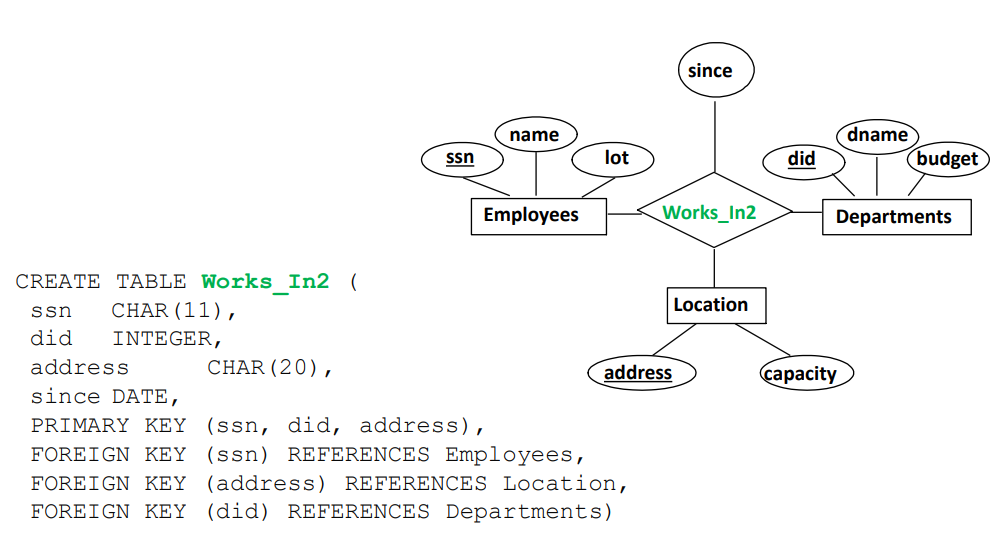 since
name
dname
ssn
lot
did
budget
Employees
Works_In2
Departments
CREATE TABLE Works_In2 (
ssn CHAR(11),
did INTEGER,
address CHAR(20),
since DATE,
PRIMARY KEY (ssn, did, address),
FOREIGN KEY (ssn) REFERENCES Employees,
FOREIGN KEY (address) REFERENCES Location,
FOREIGN KEY (did) REFERENCES Departments)
Location
address
capacity